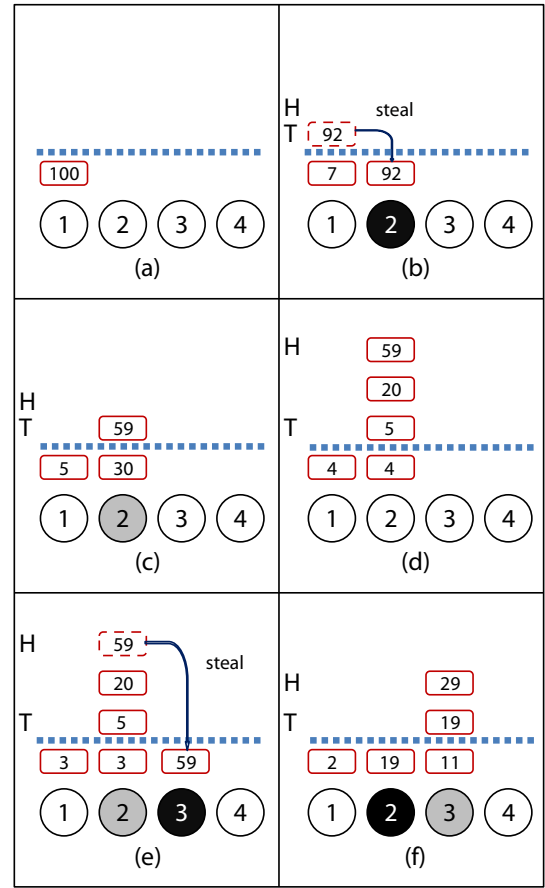 100
1 2 3 4
(a)
H
steal
T 92
7 92
1 2 3 4
(b)
H
T 59
5 30
1 2 3 4
(c)
H 59
20
T 5
4 4
1 2 3 4
(d)
H 59
steal
20
T 5
3 3 59
1 2 3 4
(e)
H 29
T 19
2 19 11
1 2 3 4
(f)